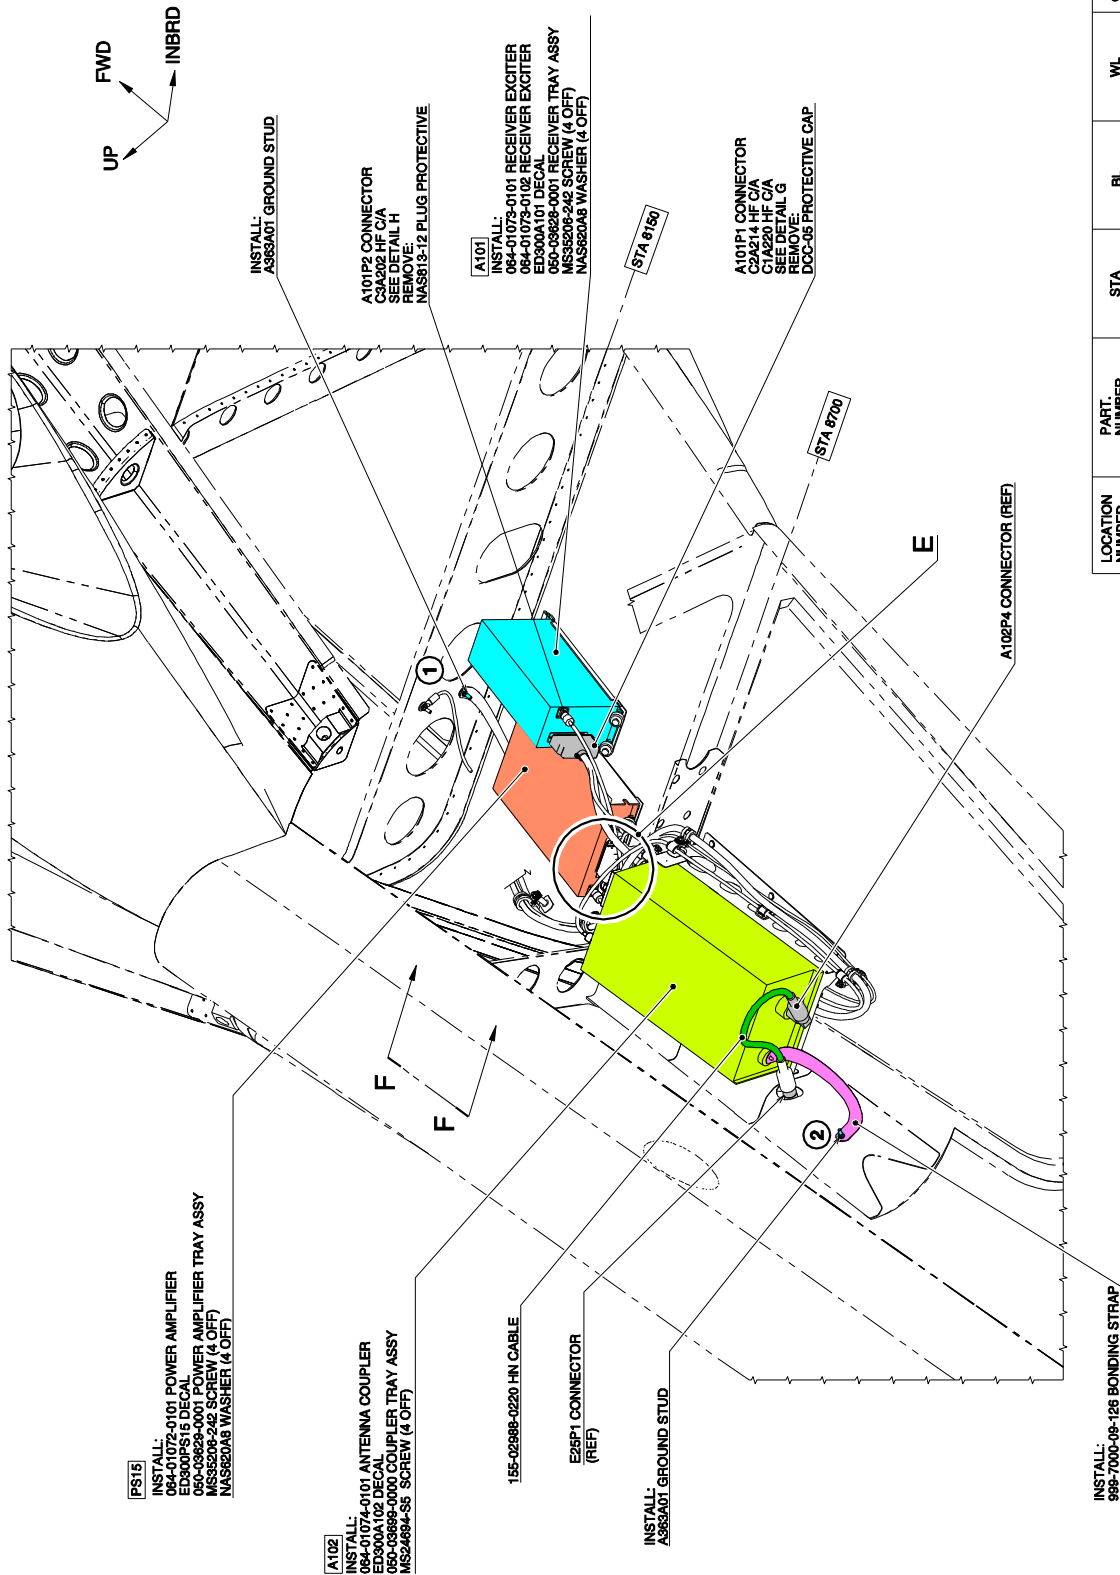 UP
FWD
INBRD
INSTALL:
A363A01 GROUND STUD
A101P2 CONNECTOR
C3A202 HF C/A
SEE DETAIL H
REMOVE:
NAS813-12 PLUG PROTECTIVE
A101
INSTALL:
064-01073-0101 RECEIVER EXCITER
064-01073-0102 RECEIVER EXCITER
ED300A101 DECAL
050-03628-0001 RECEIVER TRAY ASSY
MS35206-242 SCREW (4 OFF)
NAS620A8 WASHER (4 OFF)
STA 8150
A101P1 CONNECTOR
C2A214 HF C/A
C1A220 HF C/A
SEE DETAIL G
REMOVE:
DCC-05 PROTECTIVE CAP
STA 8700
E
A102P4 CONNECTOR (REF)
1
2
F
F
PS15
INSTALL:
064-01072-0101 POWER AMPLIFIER
ED300PS15 DECAL
050-03629-0001 POWER AMPLIFIER TRAY ASSY
MS35206-242 SCREW (4 OFF)
NAS620A8 WASHER (4 OFF)
A102
INSTALL:
064-01074-0101 ANTENNA COUPLER
ED300A102 DECAL
050-03699-0000 COUPLER TRAY ASSY
MS24694-S5 SCREW (4 OFF)
155-02988-0220 HN CABLE
E25P1 CONNECTOR
(REF)
INSTALL:
A363A01 GROUND STUD
INSTALL:
999-7000-09-126 BONDING STRAP
LOCATION
NUMBER
PART.
NUMBER
STA
BL
WL